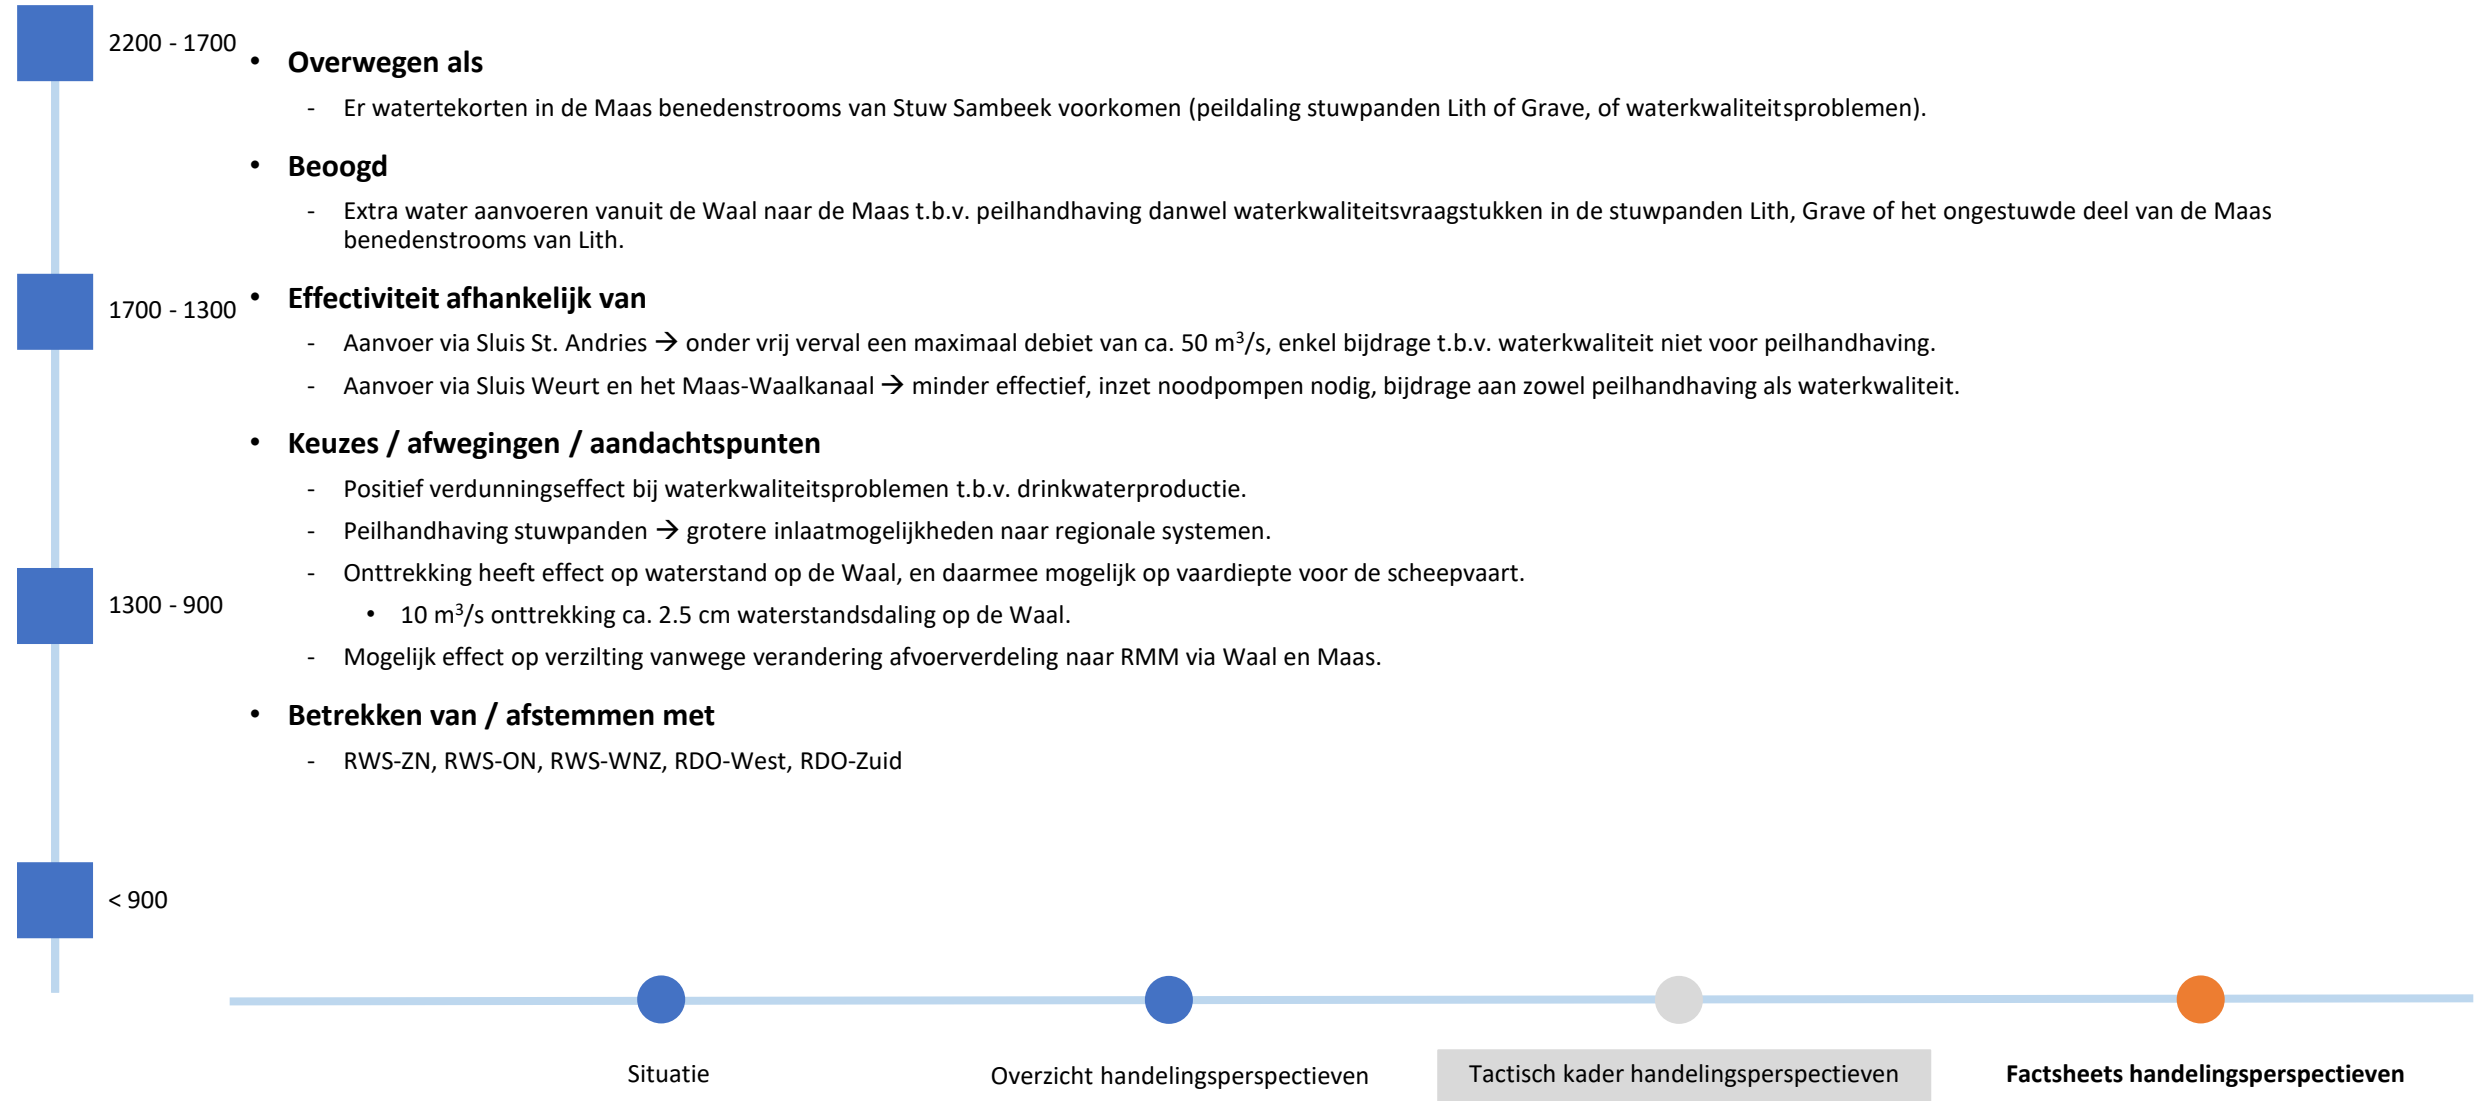 2200 - 1700
• Overwegen als
- Er watertekorten in de Maas benedenstrooms van Stuw Sambeek voorkomen (peildaling stuwpanden Lith of Grave, of waterkwaliteitsproblemen).
• Beoogd
- Extra water aanvoeren vanuit de Waal naar de Maas t.b.v. peilhandhaving danwel waterkwaliteitsvraagstukken in de stuwpanden Lith, Grave of het ongestuwde deel van de Maas
benedenstrooms van Lith.
1700 - 1300
• Effectiviteit afhankelijk van
- Aanvoer via Sluis St. Andries → onder vrij verval een maximaal debiet van ca. 50 m³/s, enkel bijdrage t.b.v. waterkwaliteit niet voor peilhandhaving.
- Aanvoer via Sluis Weurt en het Maas-Waalkanaal → minder effectief, inzet noodpompen nodig, bijdrage aan zowel peilhandhaving als waterkwaliteit.
• Keuzes / afwegingen / aandachtspunten
- Positief verdunningseffect bij waterkwaliteitsproblemen t.b.v. drinkwaterproductie.
- Peilhandhaving stuwpanden → grotere inlaatmogelijkheden naar regionale systemen.
- Onttrekking heeft effect op waterstand op de Waal, en daarmee mogelijk op vaardiepte voor de scheepvaart.
1300 - 900
• 10 m³/s onttrekking ca. 2.5 cm waterstandsdaling op de Waal.
- Mogelijk effect op verzilting vanwege verandering afvoerverdeling naar RMM via Waal en Maas.
• Betrekken van / afstemmen met
- RWS-ZN, RWS-ON, RWS-WNZ, RDO-West, RDO-Zuid
< 900
Situatie
Overzicht handelingsperspectieven
Tactisch kader handelingsperspectieven
Factsheets handelingsperspectieven